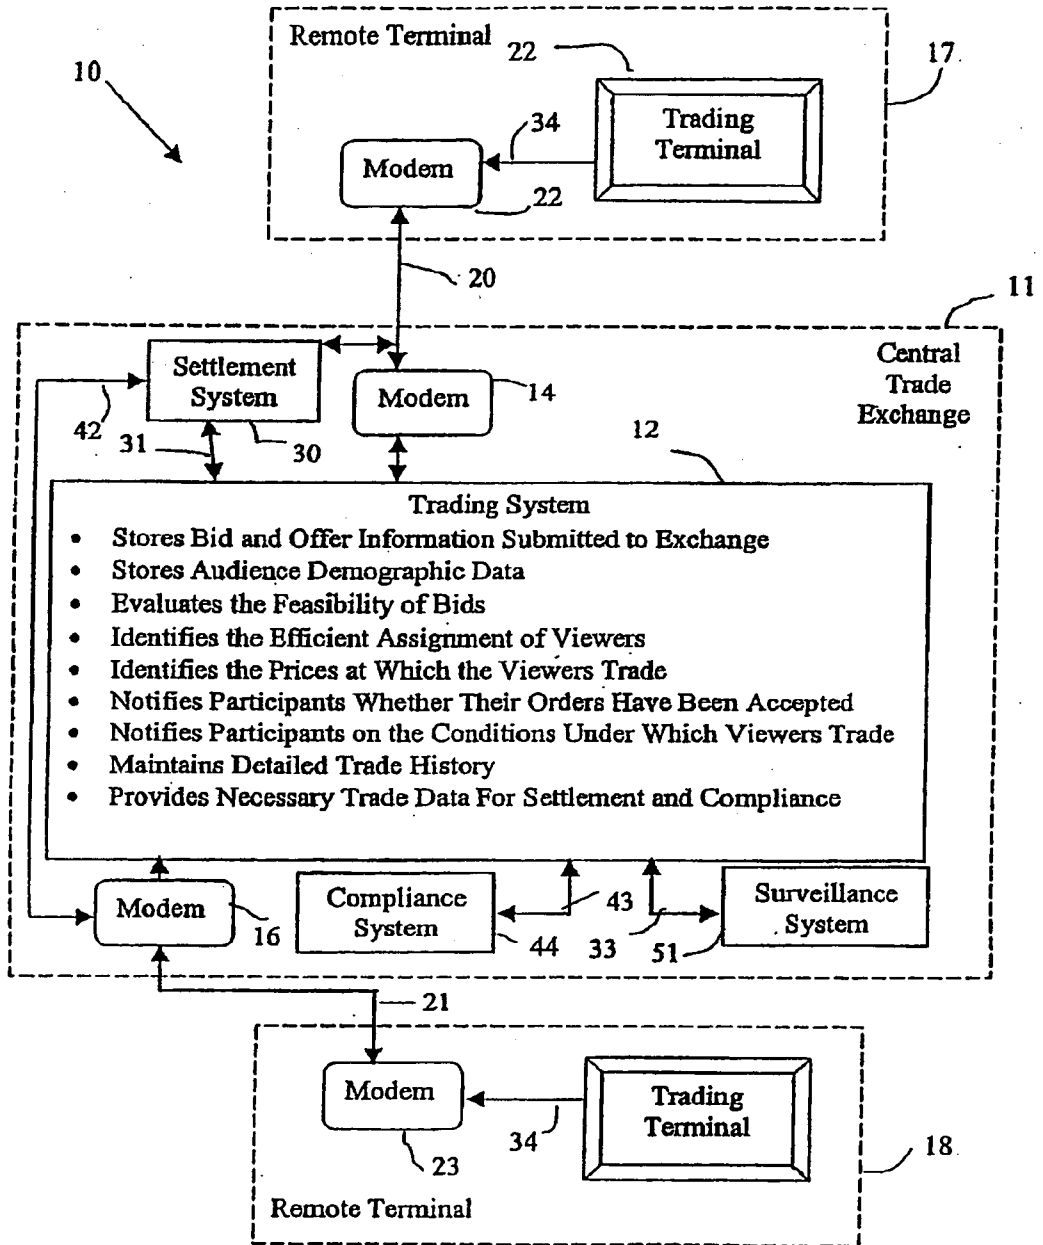 Remote Terminal
22
17
10
34
Trading
Terminal
Modem
22
20
11
Settlement
System
Central
Trade
Exchange
Modem
14
42
31
30
12
Trading System
• Stores Bid and Offer Information Submitted to Exchange
• Stores Audience Demographic Data
• Evaluates the Feasibility of Bids
• Identifies the Efficient Assignment of Viewers
• Identifies the Prices at Which the Viewers Trade
• Notifies Participants Whether Their Orders Have Been Accepted
• Notifies Participants on the Conditions Under Which Viewers Trade
• Maintains Detailed Trade History
• Provides Necessary Trade Data For Settlement and Compliance
Modem
16
Compliance
System
44
43
33
51
Surveillance
System
21
Modem
23
34
Trading
Terminal
18
Remote Terminal